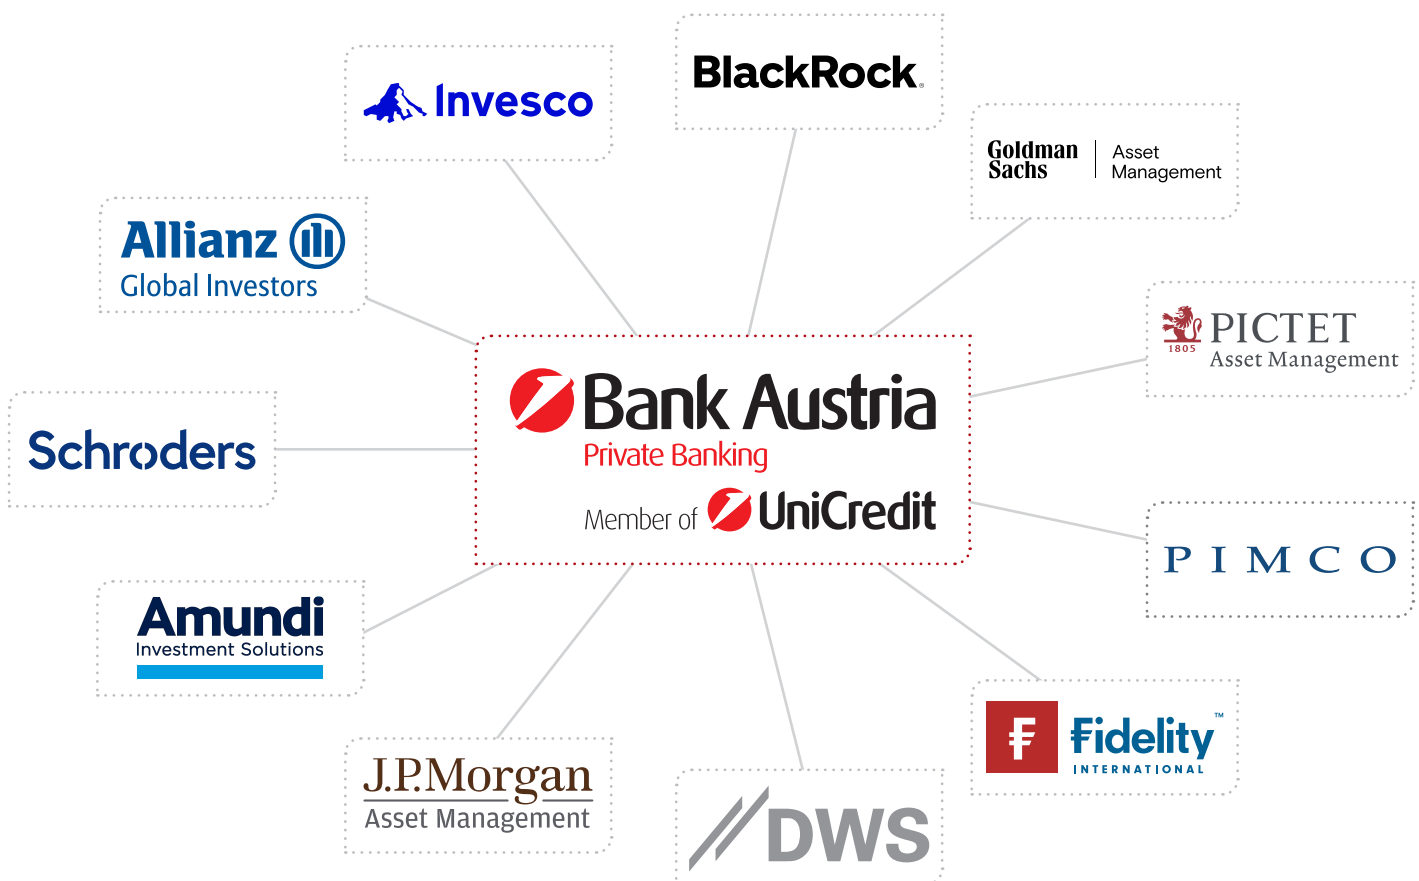 BlackRock
Invesco
Goldman Sachs
Asset Management
Allianz
Global Investors
PICTET
1805
Asset Management
Bank Austria
Private Banking
Member of UniCredit
Schroders
PIMCO
Amundi
Investment Solutions
Fidelity™
INTERNATIONAL
J.P.Morgan
Asset Management
DWS